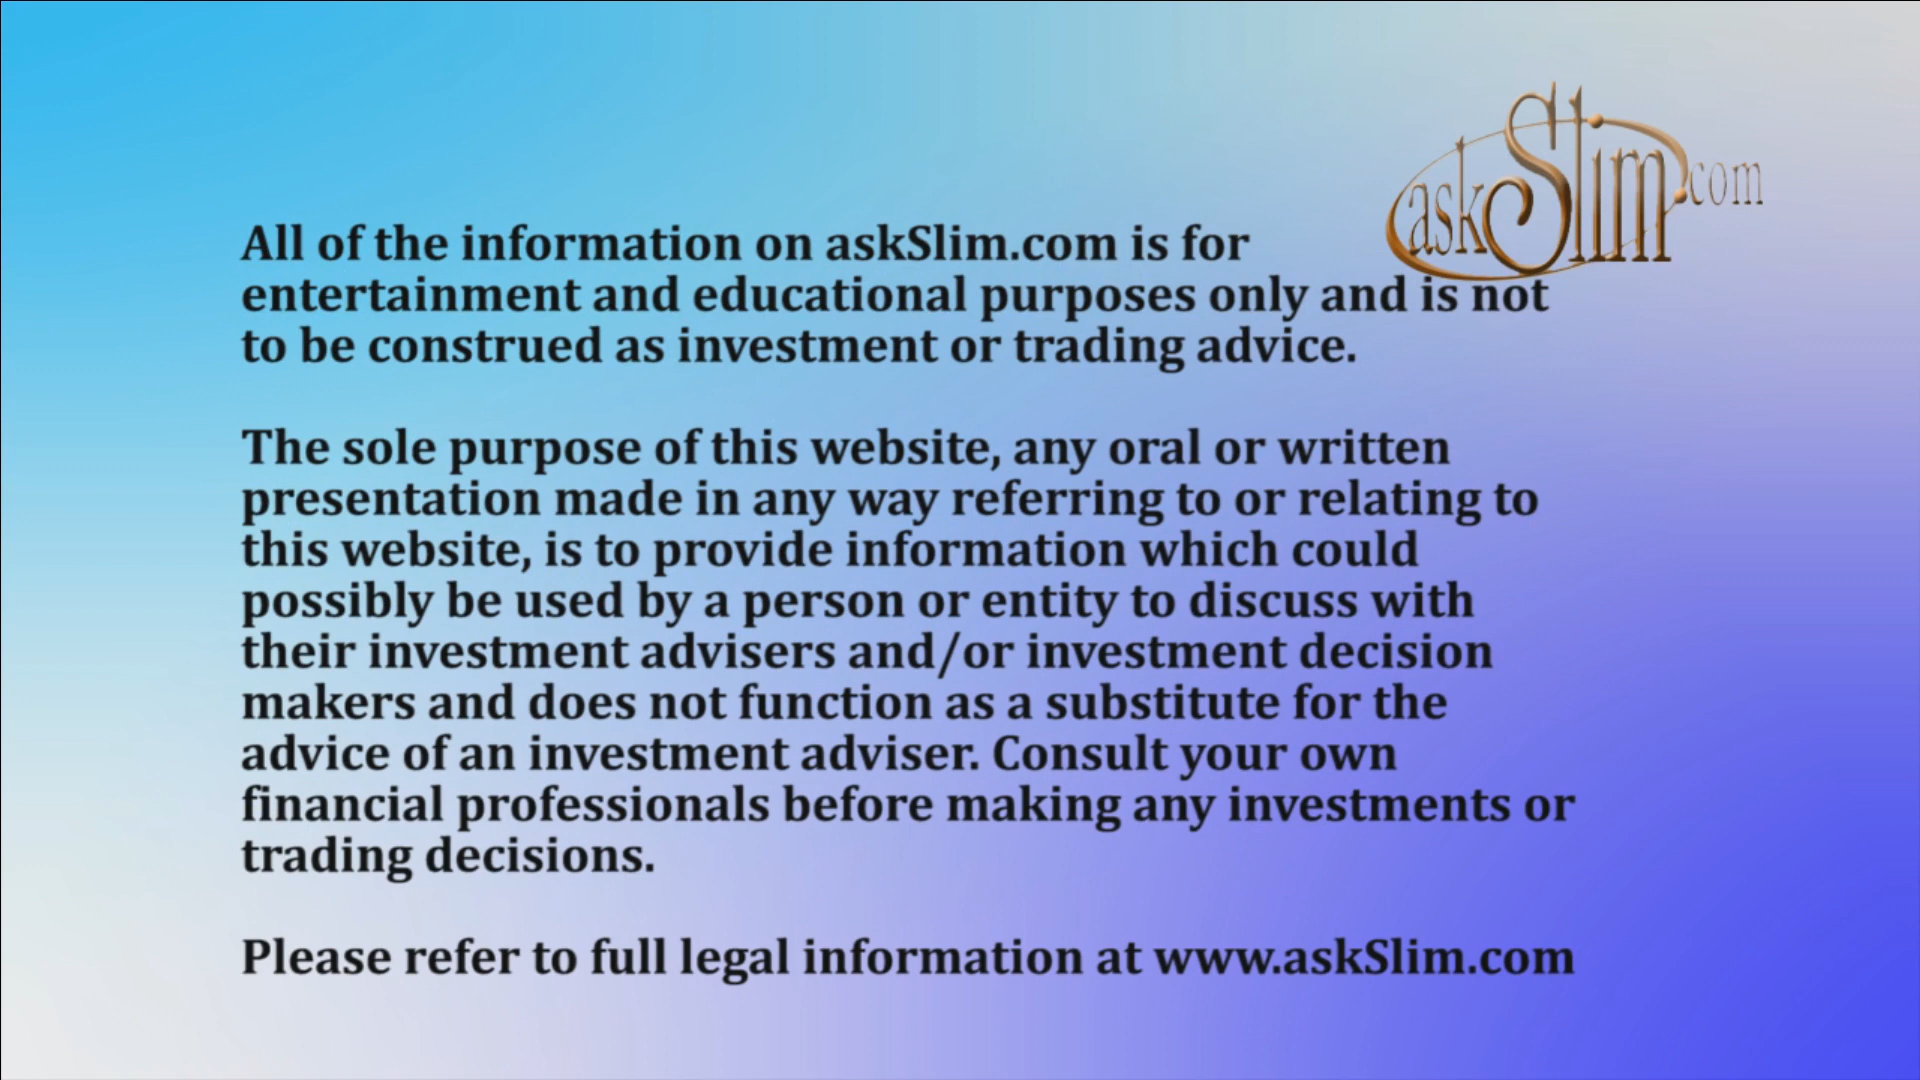 askSlim.com
All of the information on askSlim.com is for
entertainment and educational purposes only and is not
to be construed as investment or trading advice.
The sole purpose of this website, any oral or written
presentation made in any way referring to or relating to
this website, is to provide information which could
possibly be used by a person or entity to discuss with
their investment advisers and/or investment decision
makers and does not function as a substitute for the
advice of an investment adviser. Consult your own
financial professionals before making any investments or
trading decisions.
Please refer to full legal information at www.askSlim.com